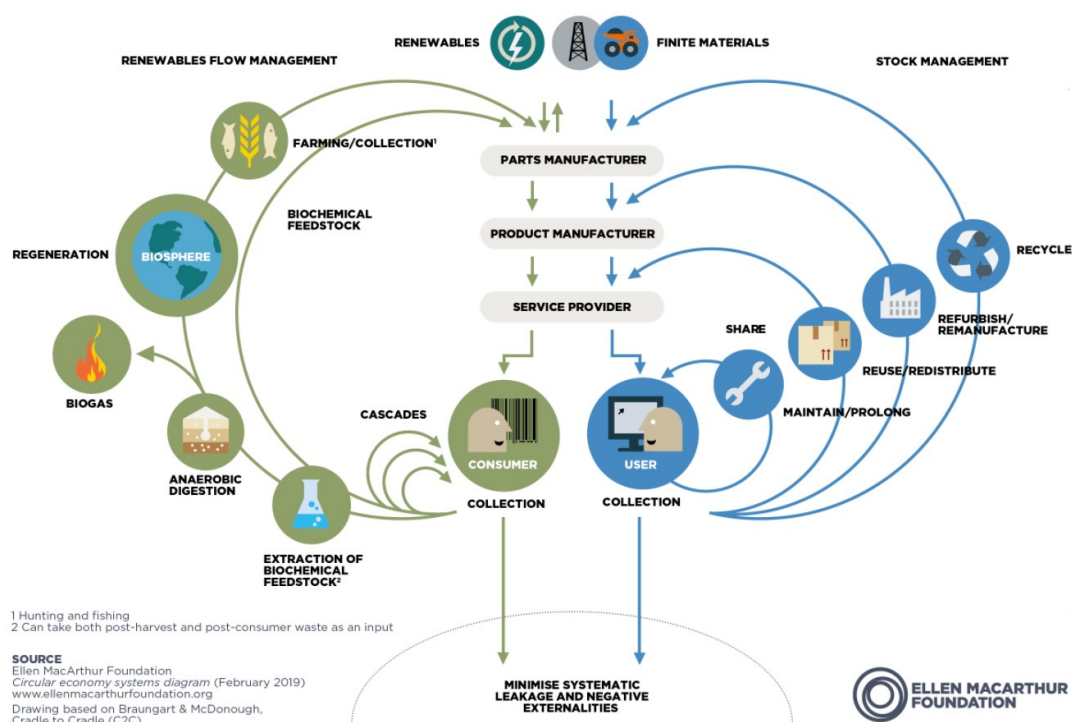 RENEWABLES
FINITE MATERIALS
RENEWABLES FLOW MANAGEMENT
STOCK MANAGEMENT
FARMING/COLLECTION¹
PARTS MANUFACTURER
BIOCHEMICAL
FEEDSTOCK
PRODUCT MANUFACTURER
REGENERATION
BIOSPHERE
RECYCLE
SERVICE PROVIDER
SHARE
REFURBISH/
REMANUFACTURE
REUSE/REDISTRIBUTE
BIOGAS
CASCADES
MAINTAIN/PROLONG
CONSUMER
USER
ANAEROBIC
DIGESTION
COLLECTION
COLLECTION
EXTRACTION OF
BIOCHEMICAL
FEEDSTOCK²
1 Hunting and fishing
2 Can take both post-harvest and post-consumer waste as an input
SOURCE
Ellen MacArthur Foundation
Circular economy systems diagram (February 2019)
www.ellenmacarthurfoundation.org
Drawing based on Braungart & McDonough,
Cradle to Cradle (C2C)
MINIMISE SYSTEMATIC
LEAKAGE AND NEGATIVE
EXTERNALITIES
ELLEN MACARTHUR
FOUNDATION